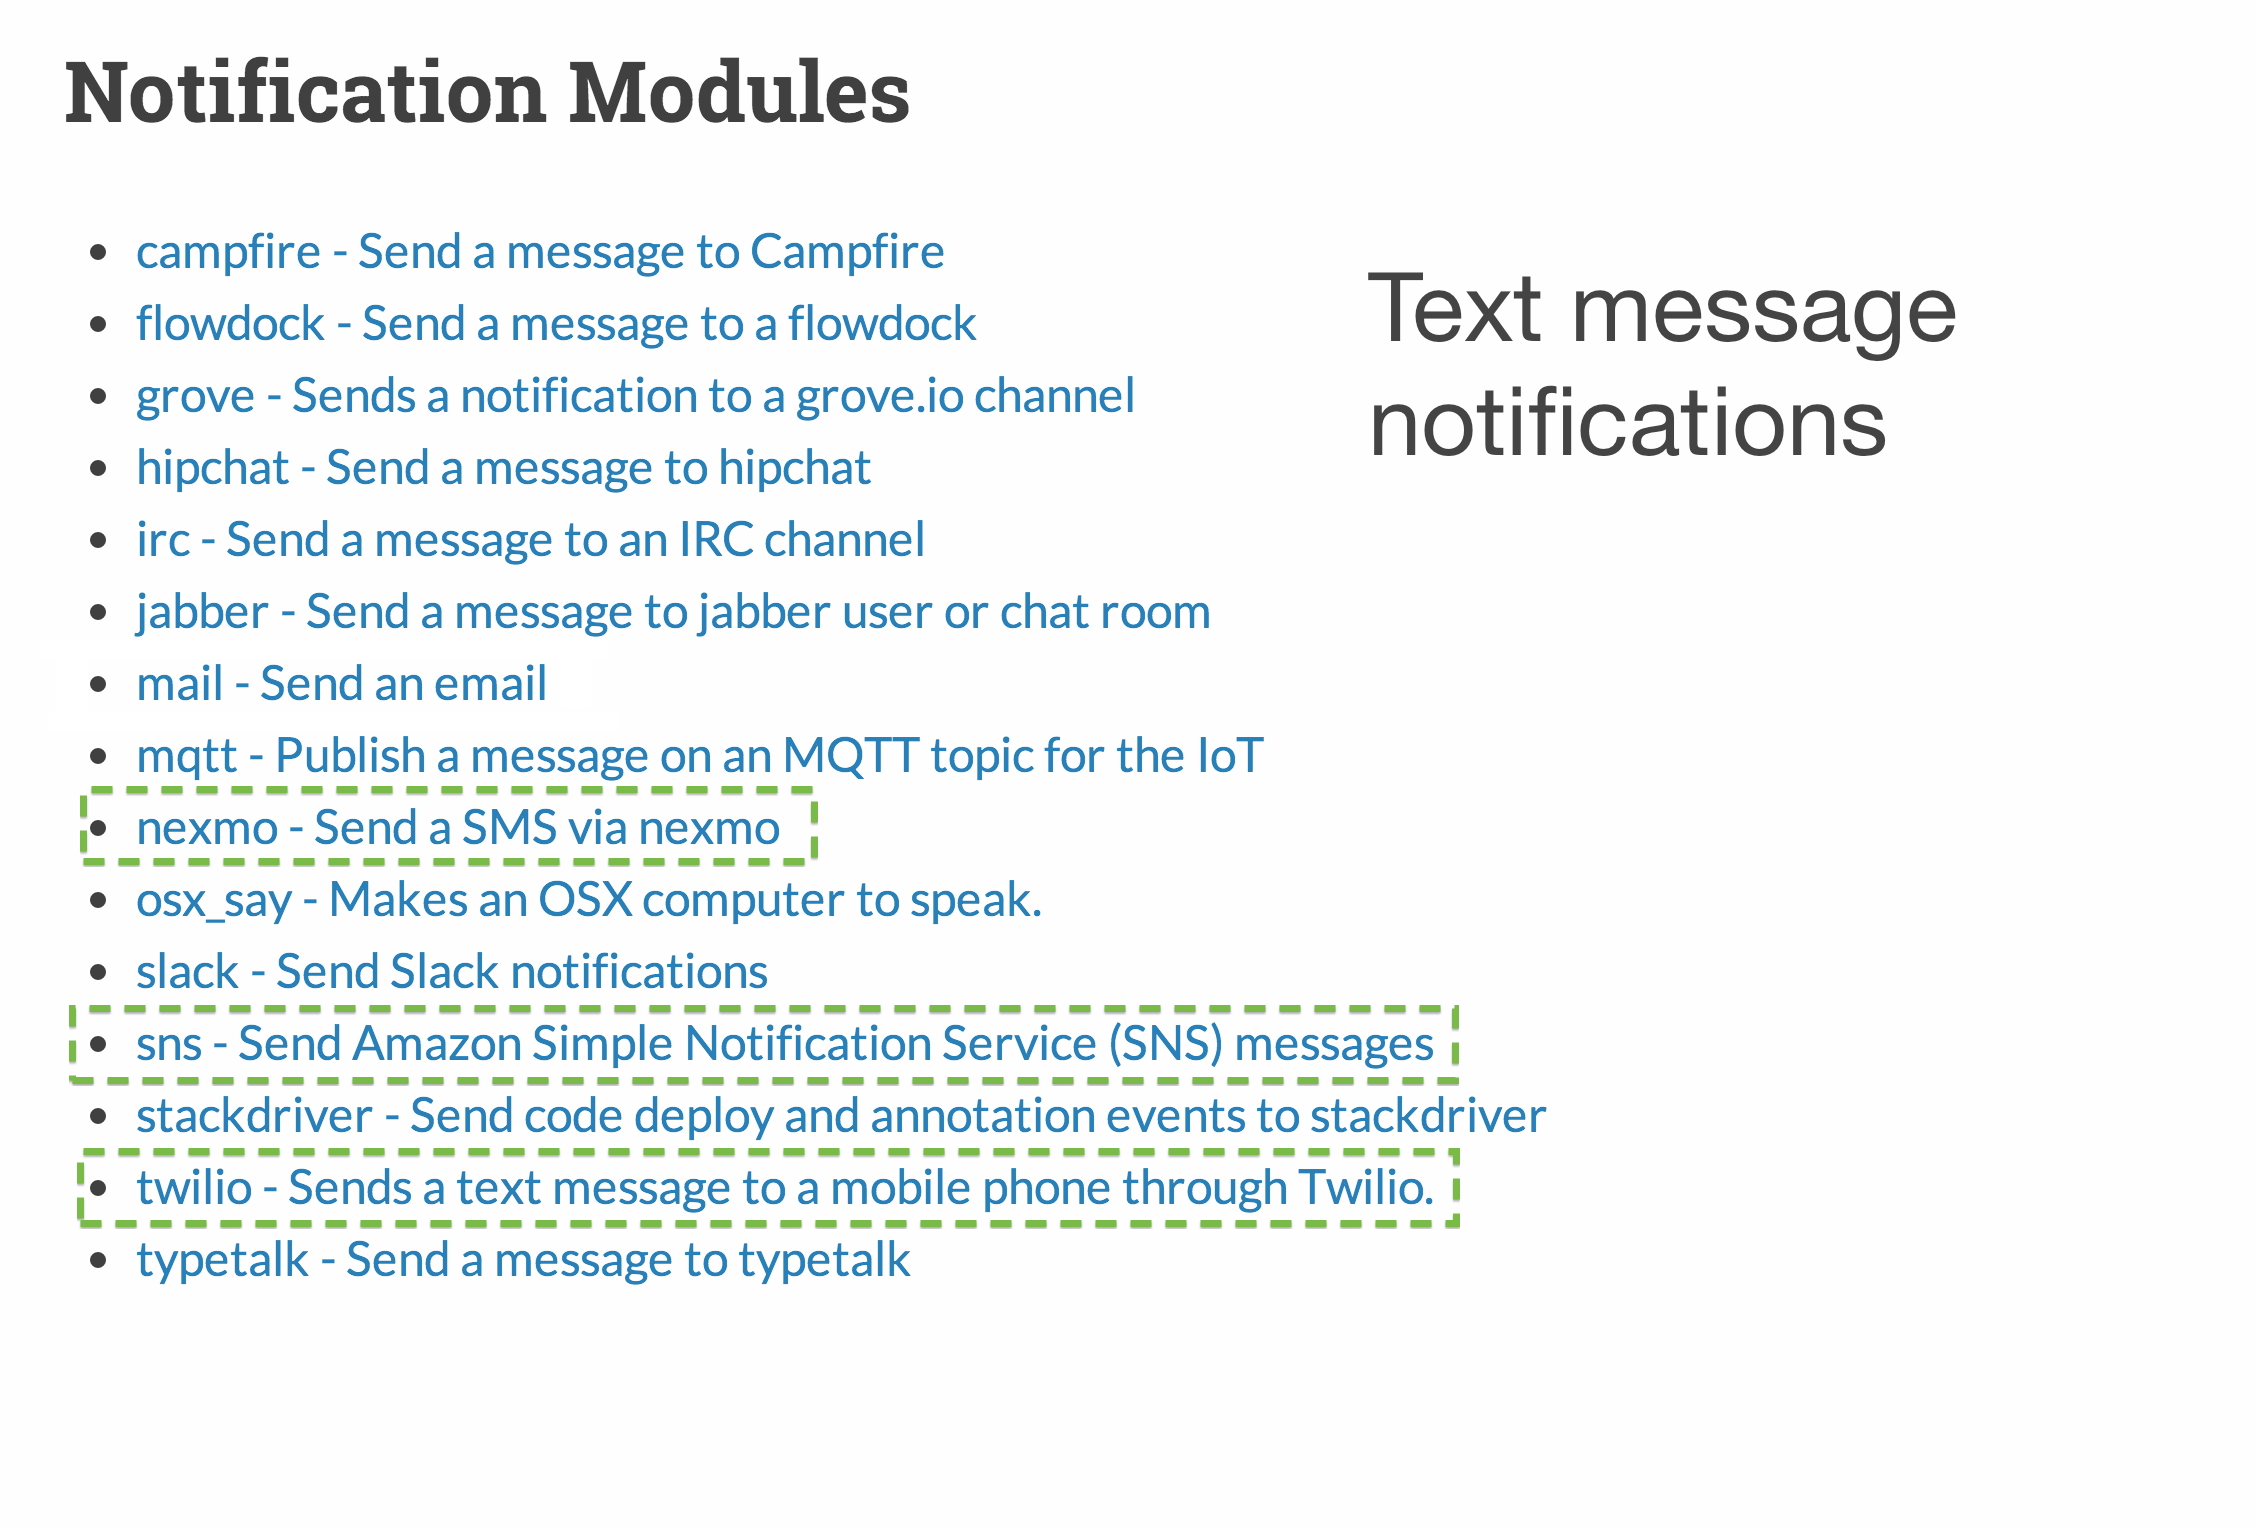 Notification Modules
campfire - Send a message to Campfire
flowdock - Send a message to a flowdock
grove - Sends a notification to a grove.io channel
hipchat - Send a message to hipchat
irc - Send a message to an IRC channel
jabber - Send a message to jabber user or chat room
mail - Send an email
mqtt - Publish a message on an MQTT topic for the IoT
nexmo - Send a SMS via nexmo
osx_say - Makes an OSX computer to speak.
slack - Send Slack notifications
sns - Send Amazon Simple Notification Service (SNS) messages
stackdriver - Send code deploy and annotation events to stackdriver
twilio - Sends a text message to a mobile phone through Twilio.
typetalk - Send a message to typetalk
Text message
notifications